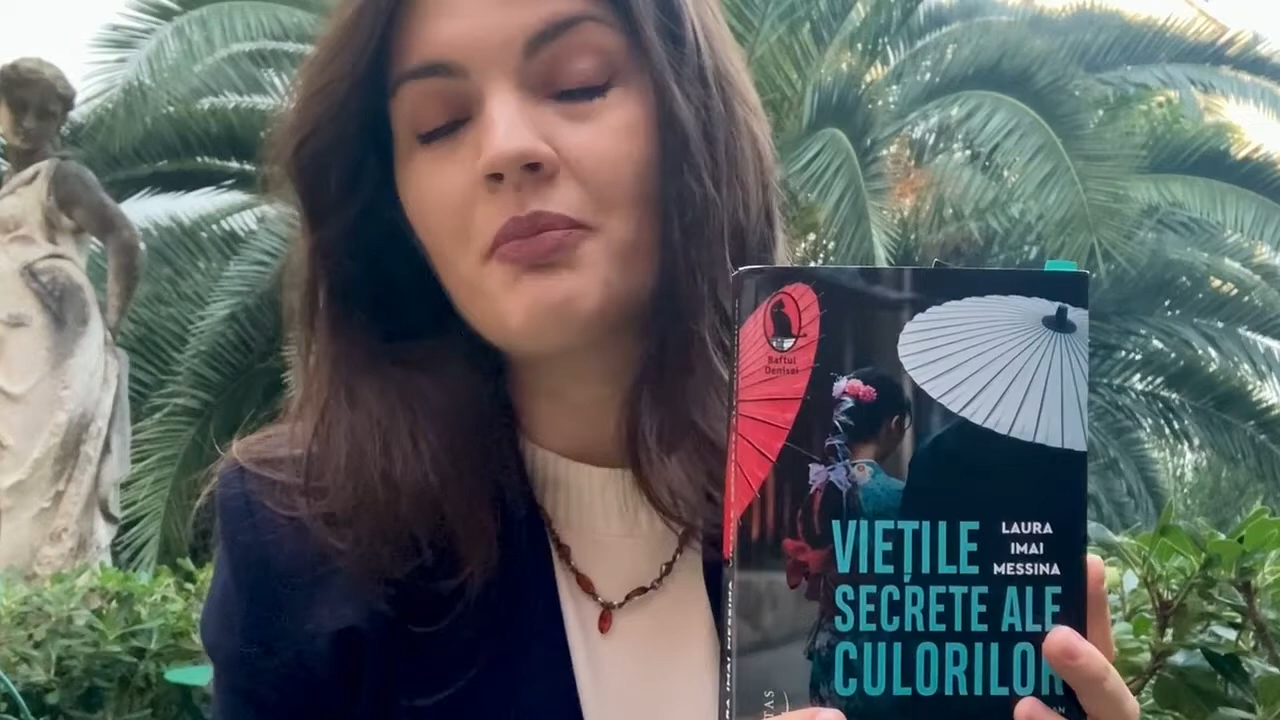 Raftul
Denisei
VIEȚILE
SECRETE ALE
CULORILOR
LAURA
IMAI
MESSINA